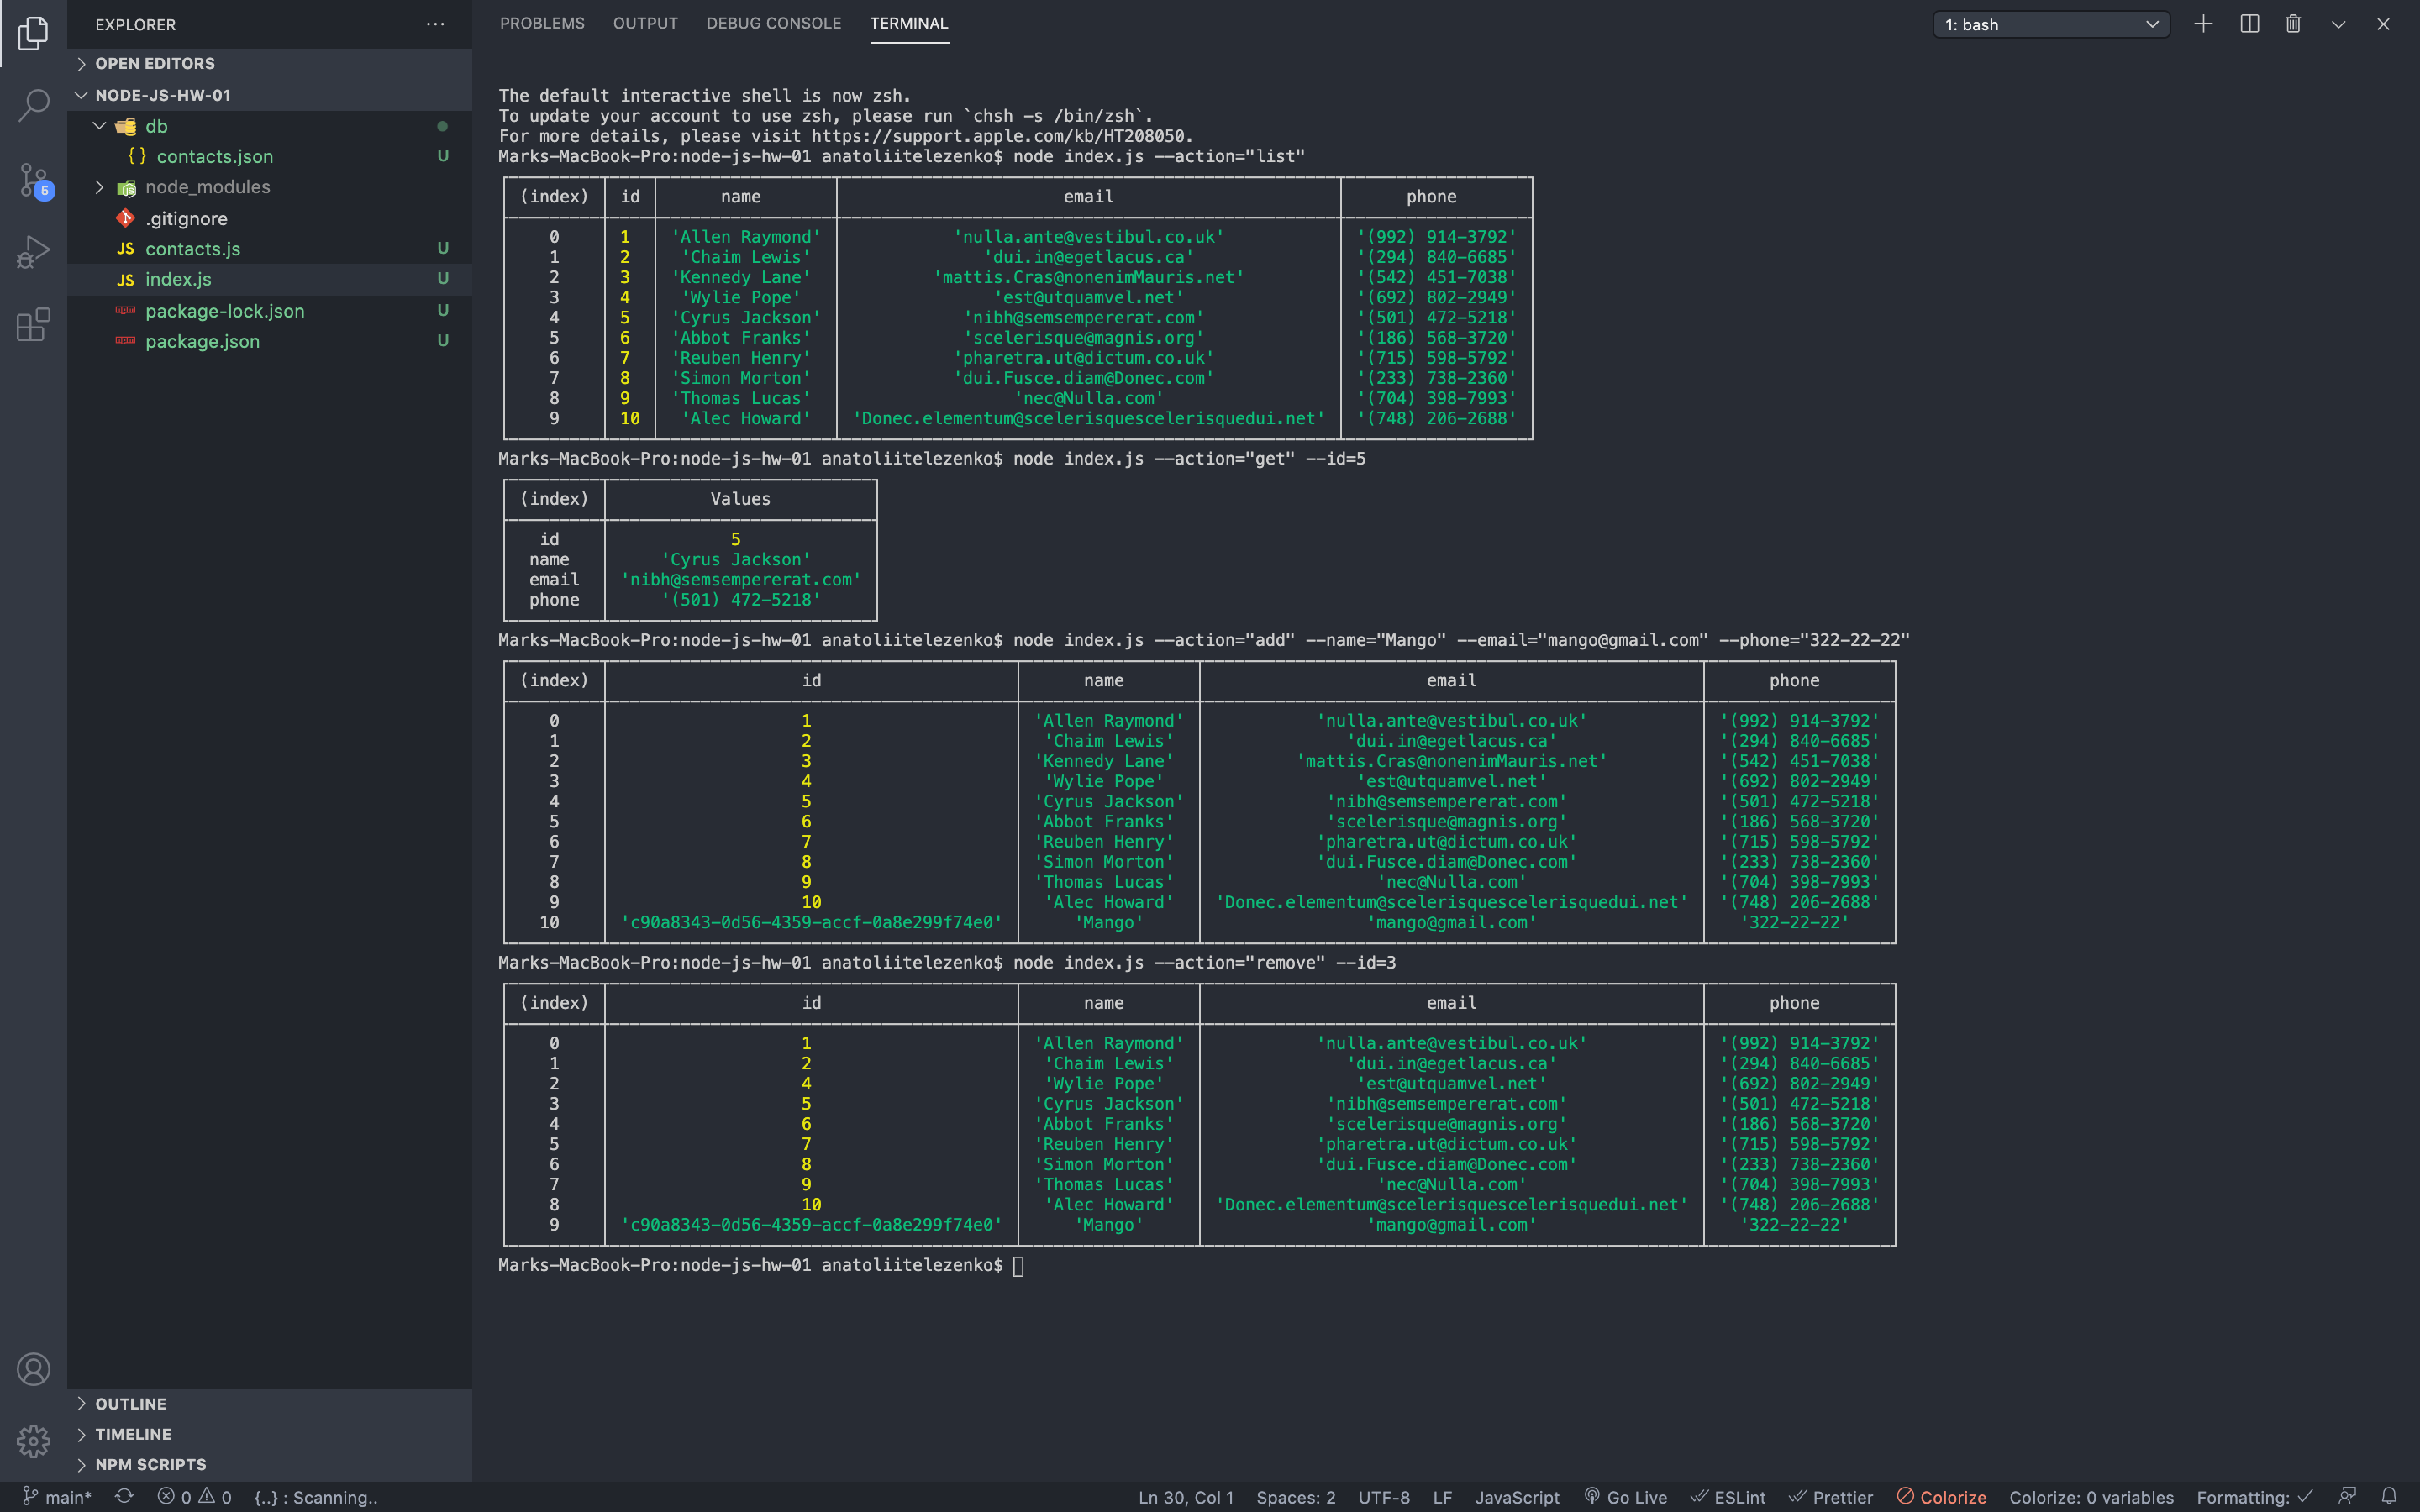 EXPLORER
OPEN EDITORS
NODE-JS-HW-01
db
{ } contacts.json U
node_modules
.gitignore
JS contacts.js U
JS index.js U
package-lock.json U
package.json U
5
OUTLINE
TIMELINE
NPM SCRIPTS
PROBLEMS OUTPUT DEBUG CONSOLE TERMINAL 1: bash
The default interactive shell is now zsh.
To update your account to use zsh, please run `chsh -s /bin/zsh`.
For more details, please visit https://support.apple.com/kb/HT208050.
Marks-MacBook-Pro:node-js-hw-01 anatoliitelezenko$ node index.js --action="list"
(index) id name email phone
0 1 'Allen Raymond' 'nulla.ante@vestibul.co.uk' '(992) 914-3792'
1 2 'Chaim Lewis' 'dui.in@egetlacus.ca' '(294) 840-6685'
2 3 'Kennedy Lane' 'mattis.Cras@nonenimMauris.net' '(542) 451-7038'
3 4 'Wylie Pope' 'est@utquamvel.net' '(692) 802-2949'
4 5 'Cyrus Jackson' 'nibh@semsempererat.com' '(501) 472-5218'
5 6 'Abbot Franks' 'scelerisque@magnis.org' '(186) 568-3720'
6 7 'Reuben Henry' 'pharetra.ut@dictum.co.uk' '(715) 598-5792'
7 8 'Simon Morton' 'dui.Fusce.diam@Donec.com' '(233) 738-2360'
8 9 'Thomas Lucas' 'nec@Nulla.com' '(704) 398-7993'
9 10 'Alec Howard' 'Donec.elementum@scelerisquescelerisquedui.net' '(748) 206-2688'
Marks-MacBook-Pro:node-js-hw-01 anatoliitelezenko$ node index.js --action="get" --id=5
(index) Values
id 5
name 'Cyrus Jackson'
email 'nibh@semsempererat.com'
phone '(501) 472-5218'
Marks-MacBook-Pro:node-js-hw-01 anatoliitelezenko$ node index.js --action="add" --name="Mango" --email="mango@gmail.com" --phone="322-22-22"
(index) id name email phone
0 1 'Allen Raymond' 'nulla.ante@vestibul.co.uk' '(992) 914-3792'
1 2 'Chaim Lewis' 'dui.in@egetlacus.ca' '(294) 840-6685'
2 3 'Kennedy Lane' 'mattis.Cras@nonenimMauris.net' '(542) 451-7038'
3 4 'Wylie Pope' 'est@utquamvel.net' '(692) 802-2949'
4 5 'Cyrus Jackson' 'nibh@semsempererat.com' '(501) 472-5218'
5 6 'Abbot Franks' 'scelerisque@magnis.org' '(186) 568-3720'
6 7 'Reuben Henry' 'pharetra.ut@dictum.co.uk' '(715) 598-5792'
7 8 'Simon Morton' 'dui.Fusce.diam@Donec.com' '(233) 738-2360'
8 9 'Thomas Lucas' 'nec@Nulla.com' '(704) 398-7993'
9 10 'Alec Howard' 'Donec.elementum@scelerisquescelerisquedui.net' '(748) 206-2688'
10 'c90a8343-0d56-4359-accf-0a8e299f74e0' 'Mango' 'mango@gmail.com' '322-22-22'
Marks-MacBook-Pro:node-js-hw-01 anatoliitelezenko$ node index.js --action="remove" --id=3
(index) id name email phone
0 1 'Allen Raymond' 'nulla.ante@vestibul.co.uk' '(992) 914-3792'
1 2 'Chaim Lewis' 'dui.in@egetlacus.ca' '(294) 840-6685'
2 4 'Wylie Pope' 'est@utquamvel.net' '(692) 802-2949'
3 5 'Cyrus Jackson' 'nibh@semsempererat.com' '(501) 472-5218'
4 6 'Abbot Franks' 'scelerisque@magnis.org' '(186) 568-3720'
5 7 'Reuben Henry' 'pharetra.ut@dictum.co.uk' '(715) 598-5792'
6 8 'Simon Morton' 'dui.Fusce.diam@Donec.com' '(233) 738-2360'
7 9 'Thomas Lucas' 'nec@Nulla.com' '(704) 398-7993'
8 10 'Alec Howard' 'Donec.elementum@scelerisquescelerisquedui.net' '(748) 206-2688'
9 'c90a8343-0d56-4359-accf-0a8e299f74e0' 'Mango' 'mango@gmail.com' '322-22-22'
Marks-MacBook-Pro:node-js-hw-01 anatoliitelezenko$
main* 0 0 {..} : Scanning.. Ln 30, Col 1 Spaces: 2 UTF-8 LF JavaScript Go Live ESLint Prettier Colorize Colorize: 0 variables Formatting: